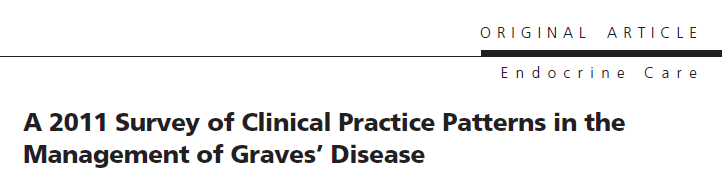 ORIGINAL ARTICLE
Endocrine Care
A 2011 Survey of Clinical Practice Patterns in the
Management of Graves’ Disease